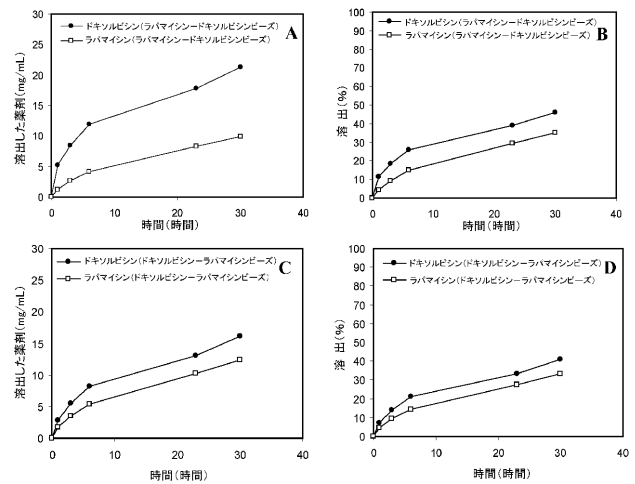 30
ドキソルビシン(ラパマイシン－ドキソルビシンビーズ)
ラパマイシン(ラパマイシン－ドキソルビシンビーズ)
A
25
20
15
10
5
0
溶出した薬剤(mg/mL)
0 10 20 30 40
時間(時間)
100
ドキソルビシン(ラパマイシン－ドキソルビシンビーズ)
ラパマイシン(ラパマイシン－ドキソルビシンビーズ)
B
90
80
70
60
50
40
30
20
10
0
溶出(%)
0 10 20 30 40
時間(時間)
30
ドキソルビシン(ドキソルビシン－ラパマイシンビーズ)
ラパマイシン(ドキソルビシン－ラパマイシンビーズ)
C
25
20
15
10
5
0
溶出した薬剤(mg/mL)
0 10 20 30 40
時間(時間)
100
ドキソルビシン(ドキソルビシン－ラパマイシンビーズ)
ラパマイシン(ドキソルビシン－ラパマイシンビーズ)
D
90
80
70
60
50
40
30
20
10
0
溶出(%)
0 10 20 30 40
時間(時間)